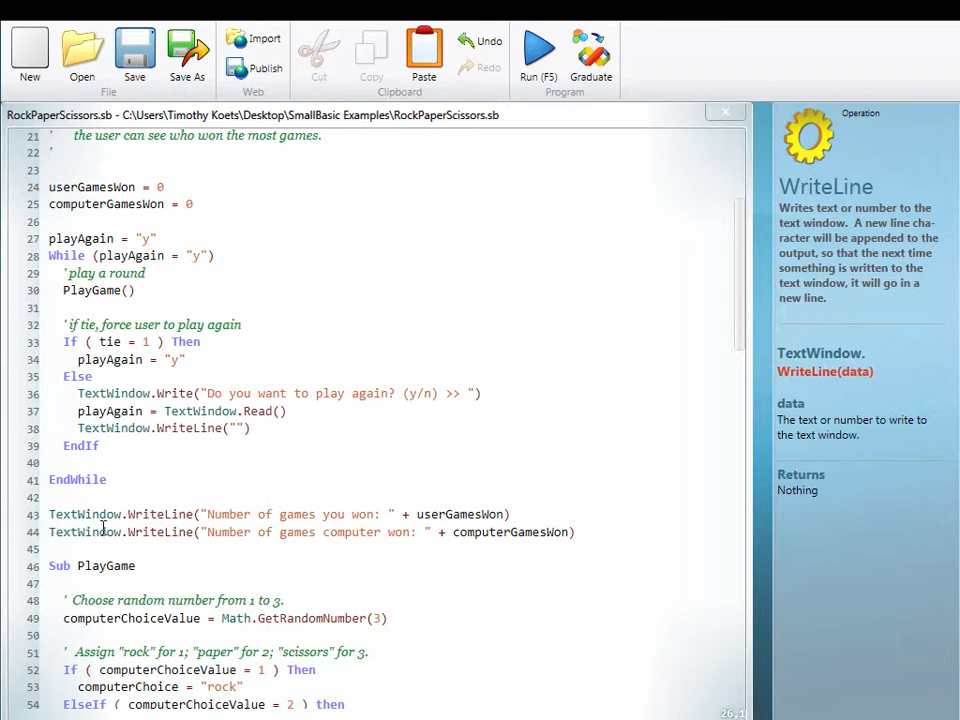 New
Open
Save
Save As
File
Import
Publish
Web
Cut
Copy
Paste
Clipboard
Undo
Redo
Run (F5)
Graduate
Program
RockPaperScissors.sb - C:\Users\Timothy Koets\Desktop\SmallBasic Examples\RockPaperScissors.sb
21 '     the user can see who won the most games.
22 '
23
24 userGamesWon = 0
25 computerGamesWon = 0
26
27 playAgain = "y"
28 While (playAgain = "y")
29   ' play a round
30   PlayGame()
31
32   ' if tie, force user to play again
33   If ( tie = 1 ) Then
34     playAgain = "y"
35   Else
36     TextWindow.Write("Do you want to play again? (y/n) >> ")
37     playAgain = TextWindow.Read()
38     TextWindow.WriteLine("")
39   EndIf
40
41 EndWhile
42
43 TextWindow.WriteLine("Number of games you won: " + userGamesWon)
44 TextWindow.WriteLine("Number of games computer won: " + computerGamesWon)
45
46 Sub PlayGame
47
48   ' Choose random number from 1 to 3.
49   computerChoiceValue = Math.GetRandomNumber(3)
50
51   ' Assign "rock" for 1; "paper" for 2; "scissors" for 3.
52   If ( computerChoiceValue = 1 ) Then
53     computerChoice = "rock"
54   ElseIf ( computerChoiceValue = 2 ) then
26,1
Operation
WriteLine
Writes text or number to the
text window.  A new line cha-
racter will be appended to the
output, so that the next time
something is written to the
text window, it will go in a
new line.
TextWindow.
WriteLine(data)
data
The text or number to write to
the text window.
Returns
Nothing